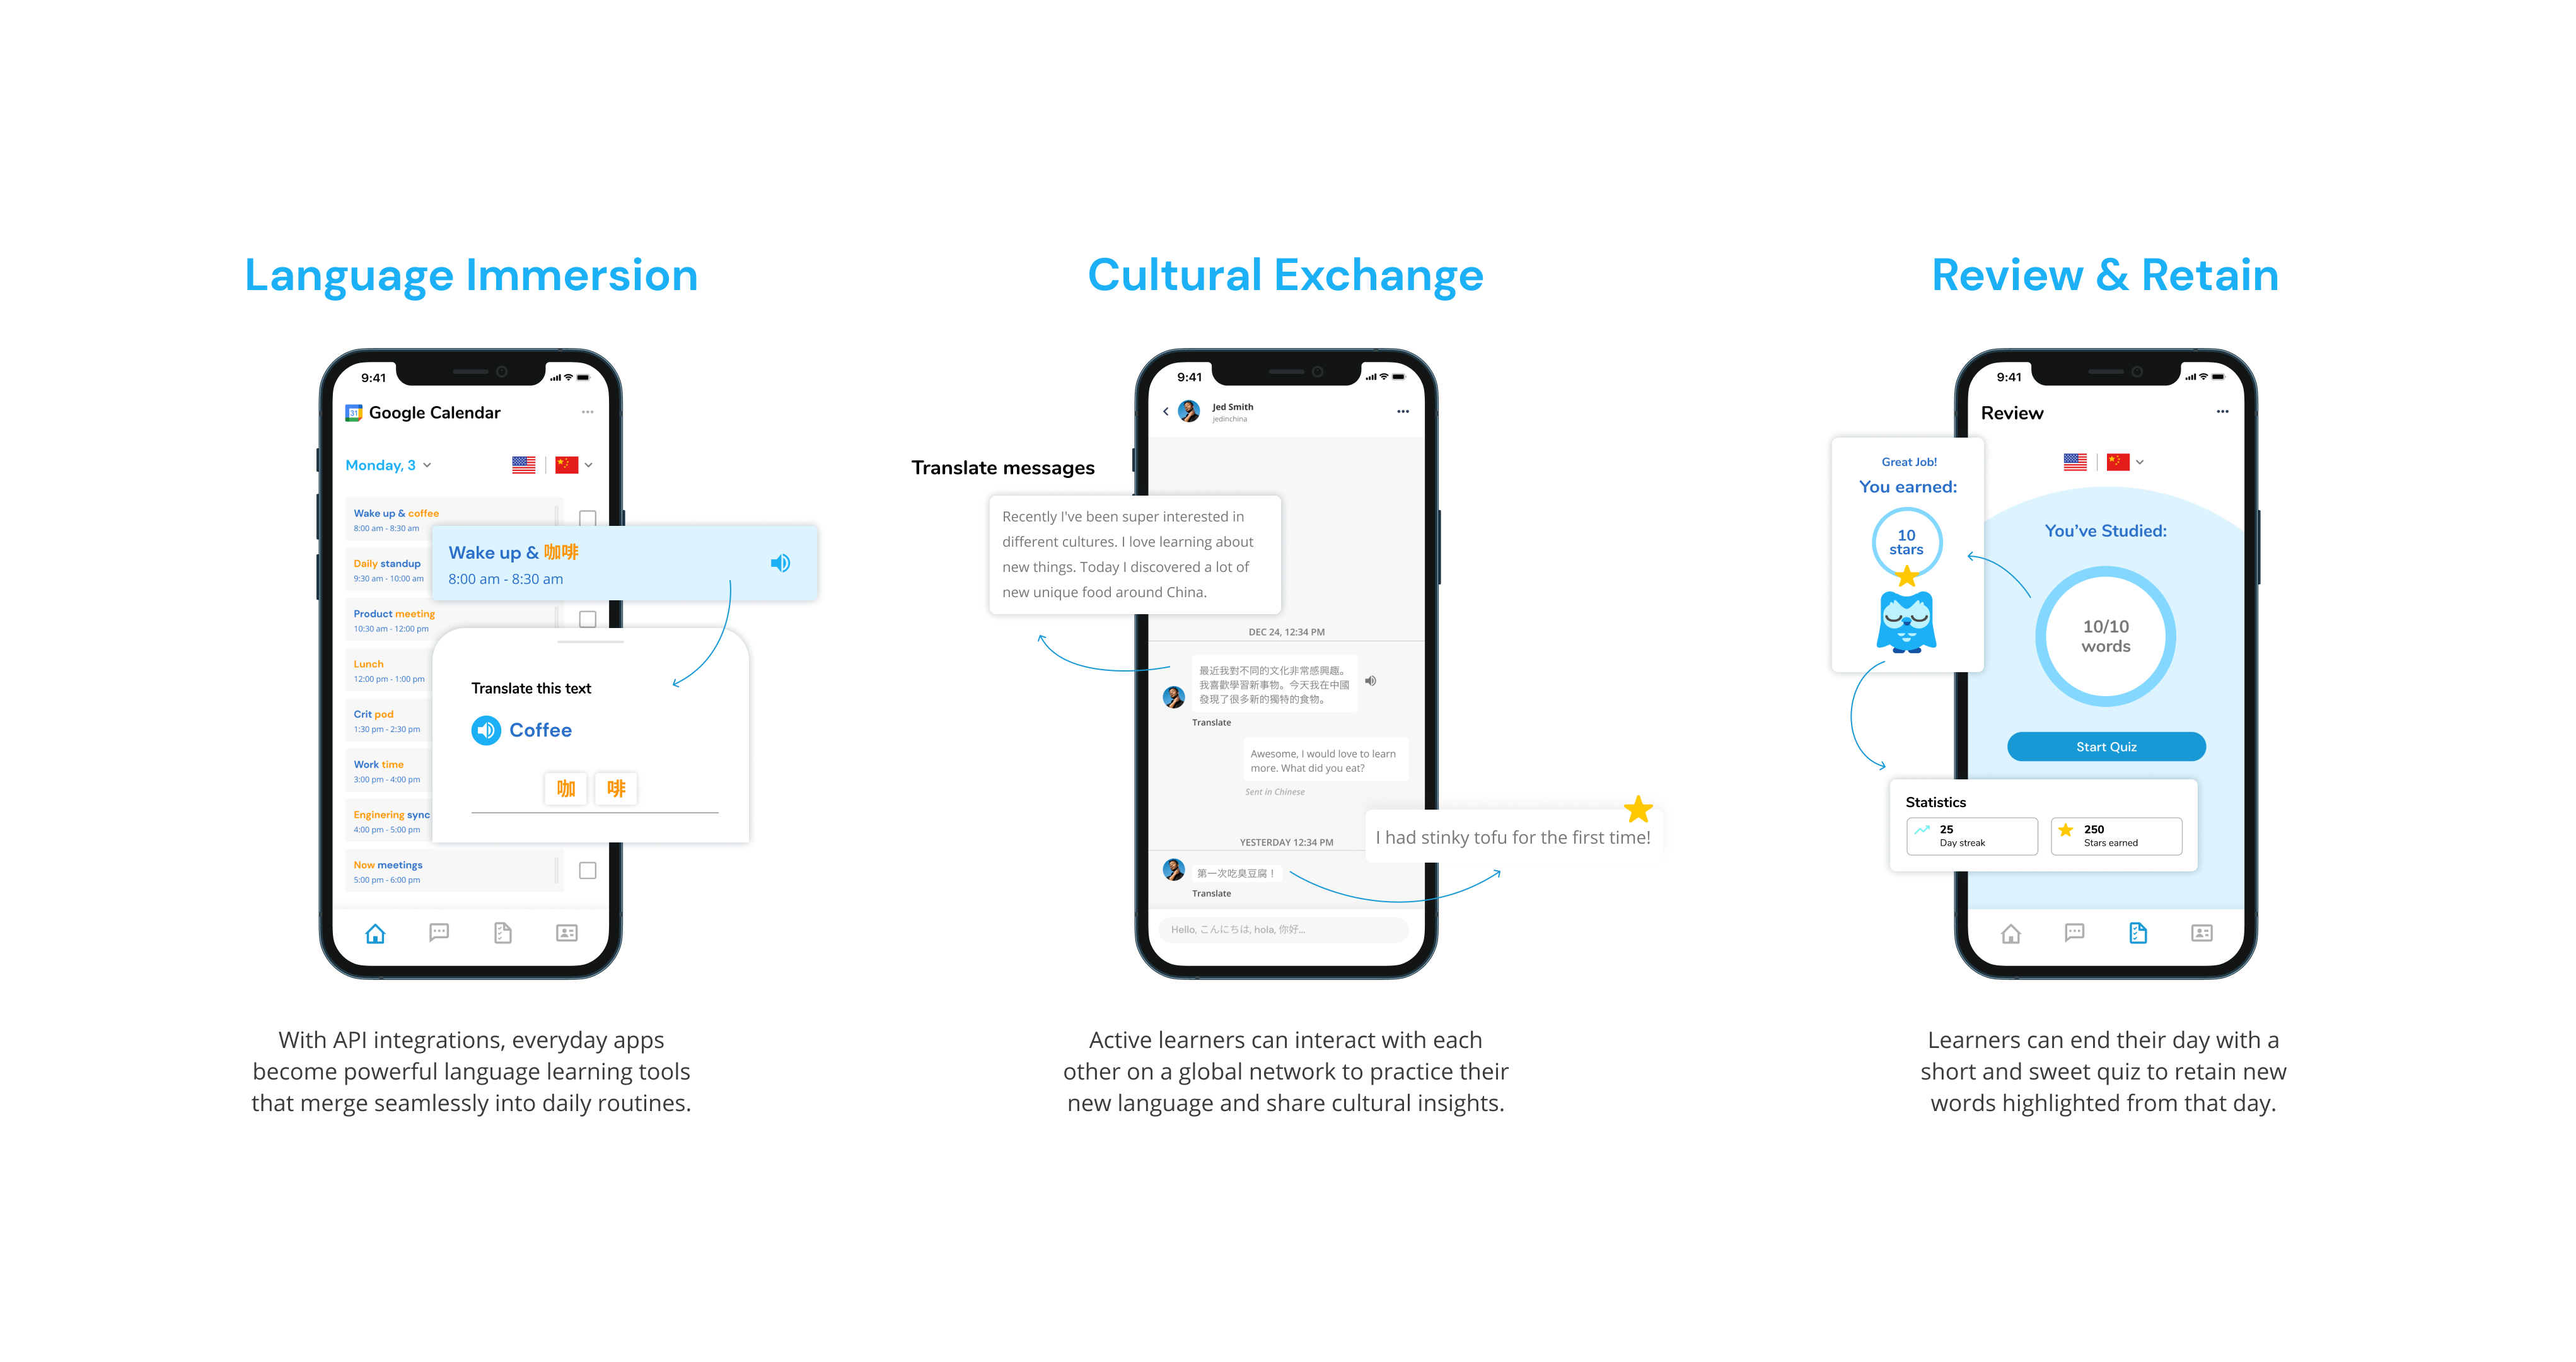 Language Immersion
9:41
31
Google Calendar
Monday, 3
Wake up & coffee
8:00 am - 8:30 am
Daily standup
9:30 am - 10:00 am
Wake up & 咖啡
8:00 am - 8:30 am
Product meeting
10:30 am - 12:00 pm
Lunch
12:00 pm - 1:00 pm
Crit pod
1:30 pm - 2:30 pm
Work time
3:00 pm - 4:00 pm
Enginering sync
4:00 pm - 5:00 pm
Now meetings
5:00 pm - 6:00 pm
Translate this text
Coffee
咖 啡
With API integrations, everyday apps
become powerful language learning tools
that merge seamlessly into daily routines.
Cultural Exchange
9:41
Jed Smith
jedinchina
Translate messages
Recently I've been super interested in
different cultures. I love learning about
new things. Today I discovered a lot of
new unique food around China.
DEC 24, 12:34 PM
最近我對不同的文化非常感興趣。
我喜歡學習新事物。今天我在中國
發現了很多新的獨特的食物。
Translate
Awesome, I would love to learn
more. What did you eat?
Sent in Chinese
I had stinky tofu for the first time!
YESTERDAY 12:34 PM
第一次吃臭豆腐！
Translate
Hello, こんにちは, hola, 你好...
Active learners can interact with each
other on a global network to practice their
new language and share cultural insights.
Review & Retain
9:41
Review
Great Job!
You earned:
10
stars
You've Studied:
10/10
words
Start Quiz
Statistics
25
Day streak
250
Stars earned
Learners can end their day with a
short and sweet quiz to retain new
words highlighted from that day.